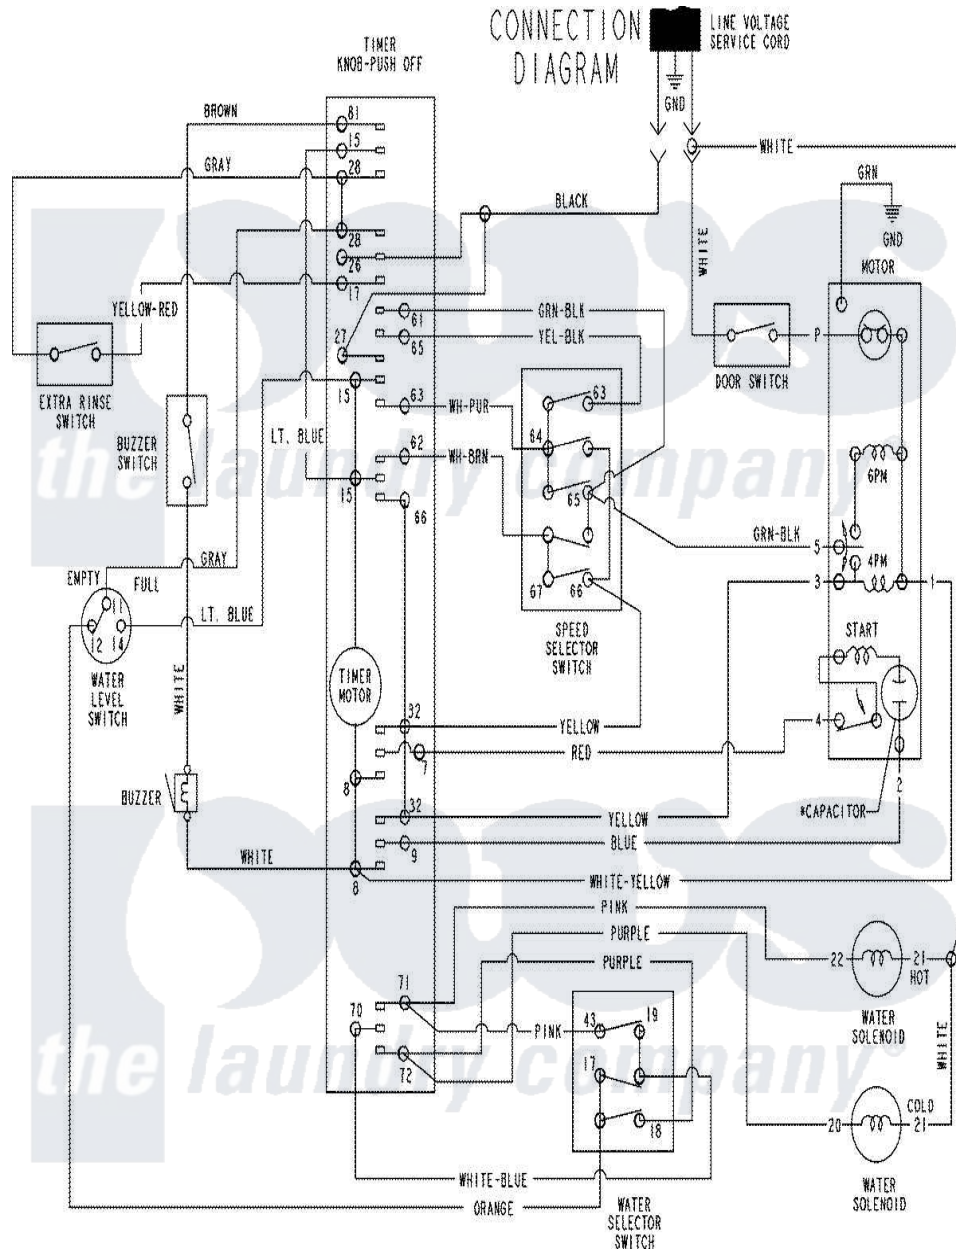 CONNECTION
DIAGRAM
LINE VOLTAGE
SERVICE CORD
GND
TIMER
KNOB-PUSH OFF
BROWN
81
15
GRAY
28
WHITE
GRN
GND
BLACK
28
26
17
WHITE
MOTOR
YELLOW-RED
61
GRN-BLK
27
65
YEL-BLK
P
DOOR SWITCH
EXTRA RINSE
SWITCH
15
63
WH-PUR
63
64
BUZZER
SWITCH
LT. BLUE
62
WH-BRN
6PM
15
66
65
GRN-BLK
5
4PM
GRAY
EMPTY
FULL
67
66
3
1
11
LT. BLUE
12
14
SPEED
SELECTOR
SWITCH
START
WATER
LEVEL
SWITCH
WHITE
TIMER
MOTOR
32
YELLOW
4
RED
7
8
2
BUZZER
32
YELLOW
*CAPACITOR
BLUE
9
WHITE
8
WHITE-YELLOW
PINK
PURPLE
PURPLE
22
21
HOT
71
70
43
19
PINK
WATER
SOLENOID
WHITE
72
17
COLD
20
21
18
WHITE-BLUE
ORANGE
WATER
SELECTOR
SWITCH
WATER
SOLENOID
the laundry company®
the laundry company®